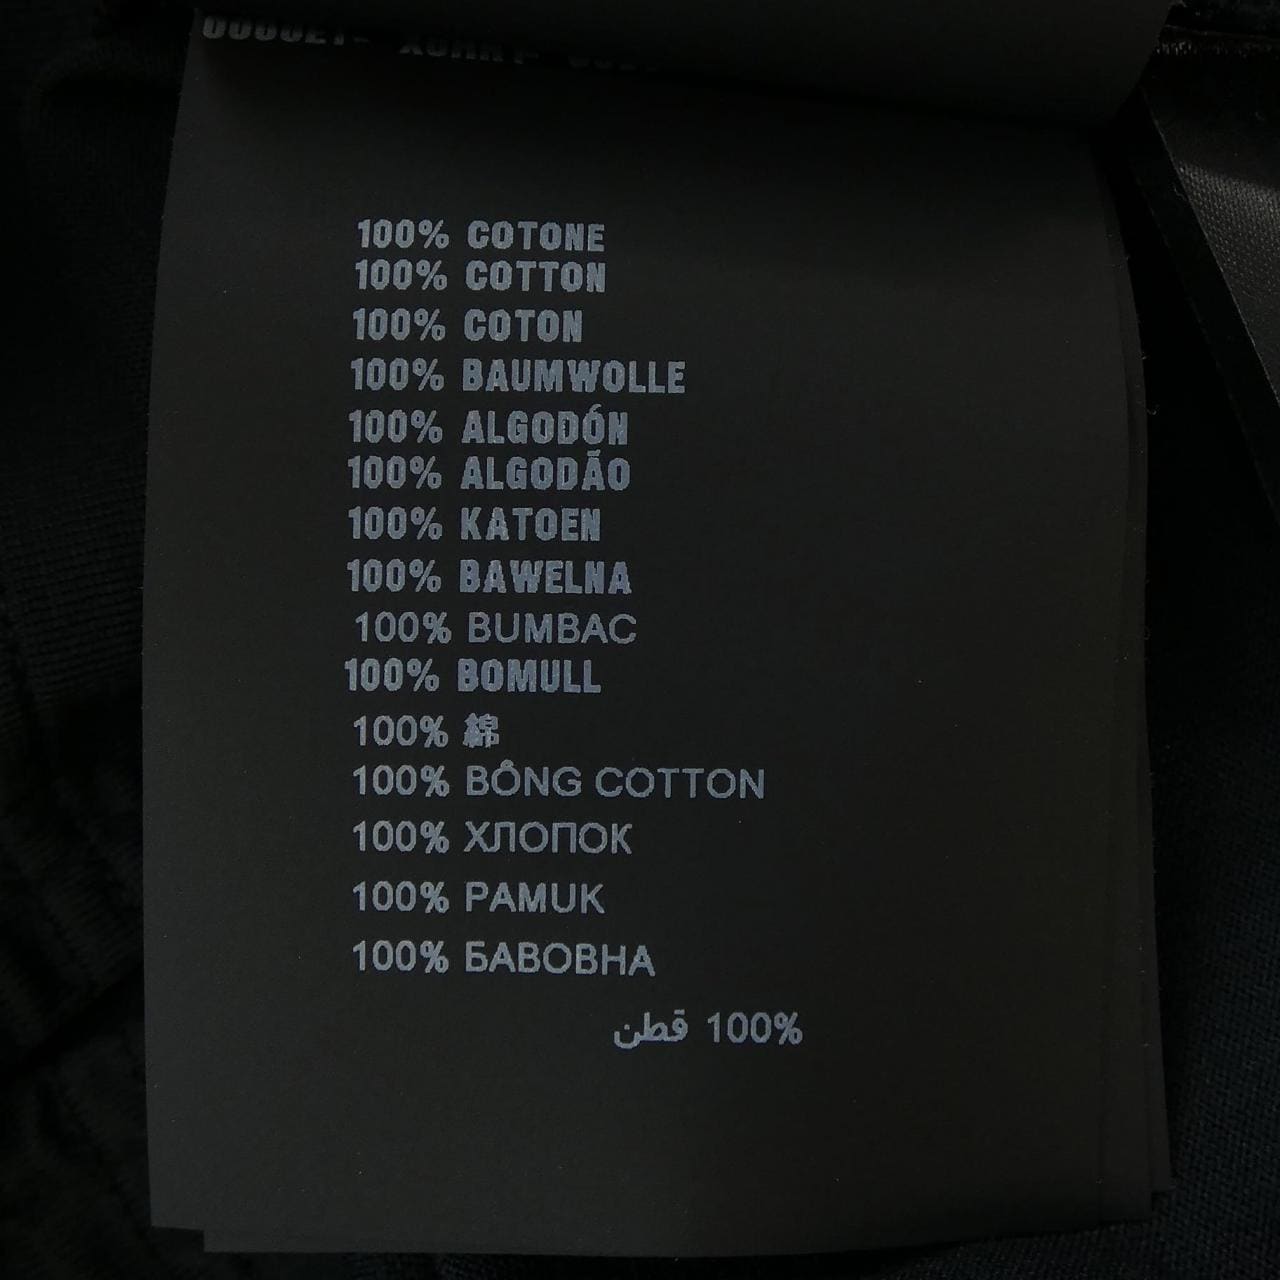 100% COTONE
100% COTTON
100% COTON
100% BAUMWOLLE
100% ALGODÓN
100% ALGODÃO
100% KATOEN
100% BAWELNA
100% BUMBAC
100% BOMULL
100% 綿
100% BÔNG COTTON
100% ХЛОПОК
100% PAMUK
100% БАВОВНА
100% قطن